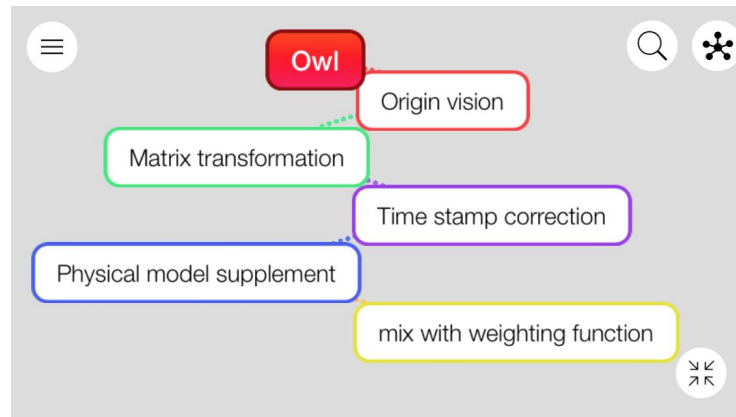 Owl
Origin vision
Matrix transformation
Time stamp correction
Physical model supplement
mix with weighting function